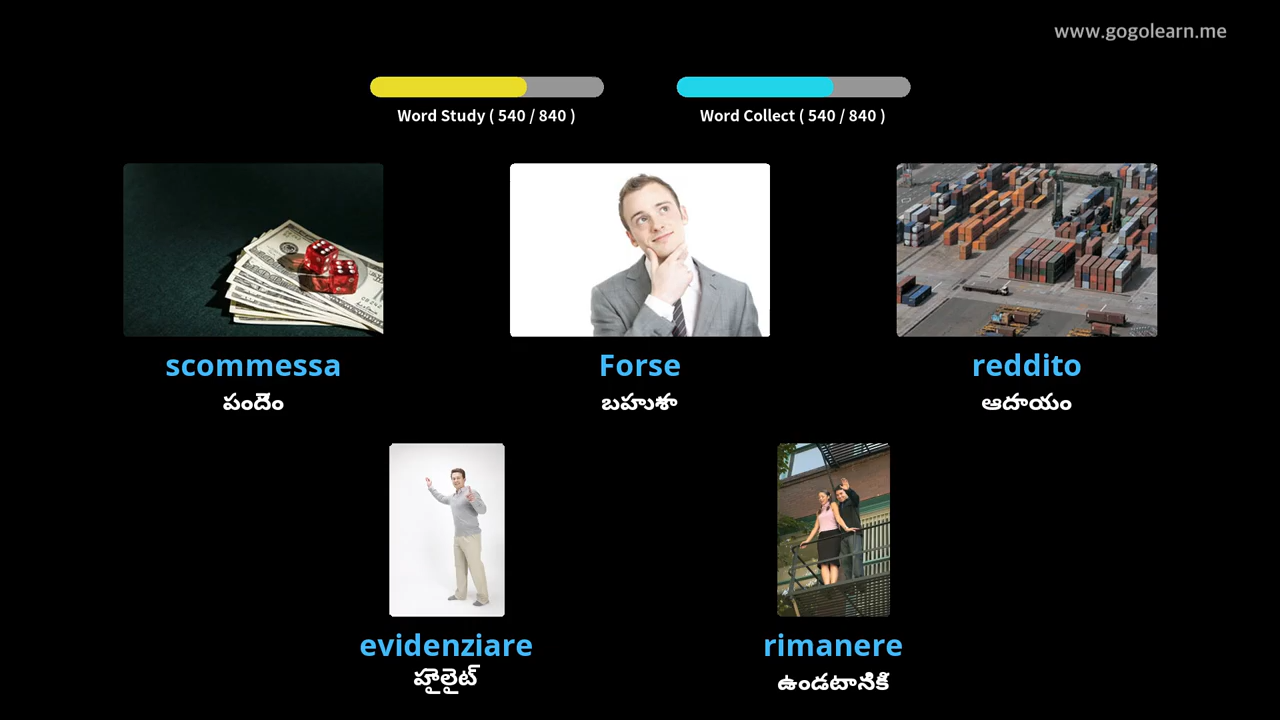 www.gogolearn.me
Word Study ( 540 / 840 )
Word Collect ( 540 / 840 )
scommessa
Forse
reddito
పందెం
బహుశా
ఆదాయం
evidenziare
rimanere
హైలైట్
ఉండటానికి